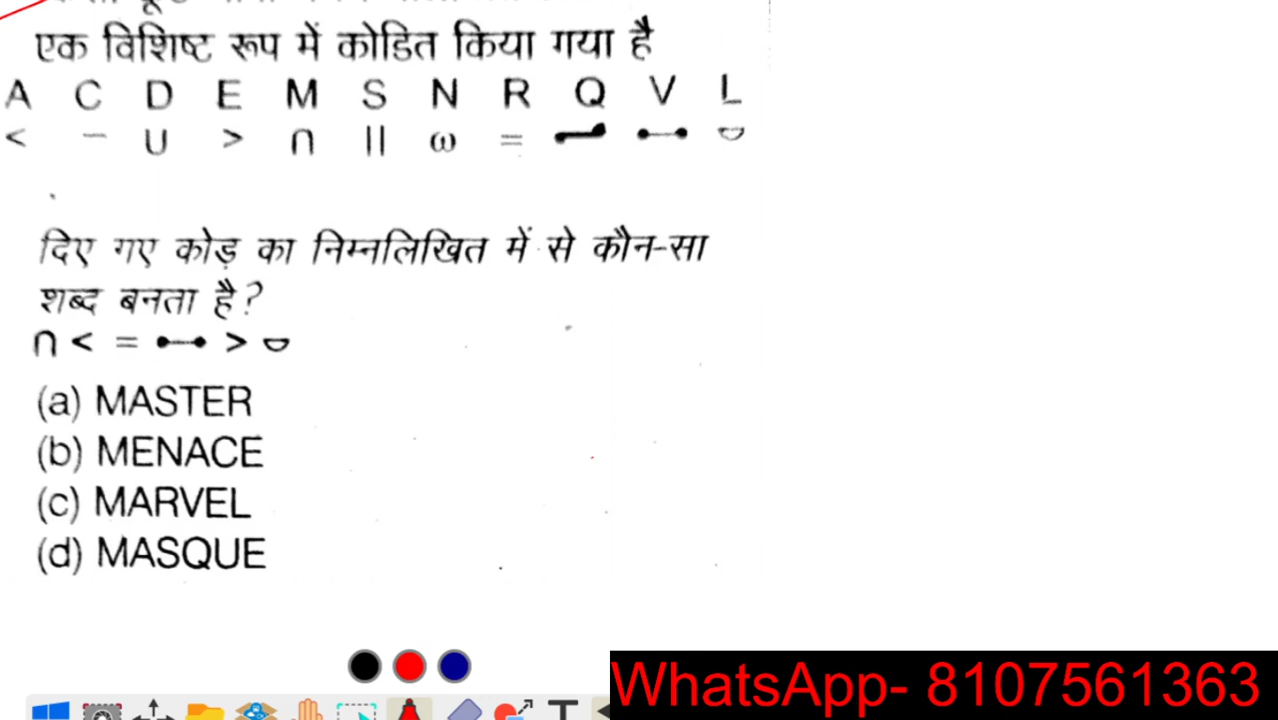 एक विशिष्ट रूप में कोडित किया गया है
A C D E M S N R Q V L
< − U > ∩ || ω =
दिए गए कोड़ का निम्नलिखित में से कौन-सा
शब्द बनता है?
∩ < = •–• > ⌓
(a) MASTER
(b) MENACE
(c) MARVEL
(d) MASQUE
WhatsApp- 8107561363